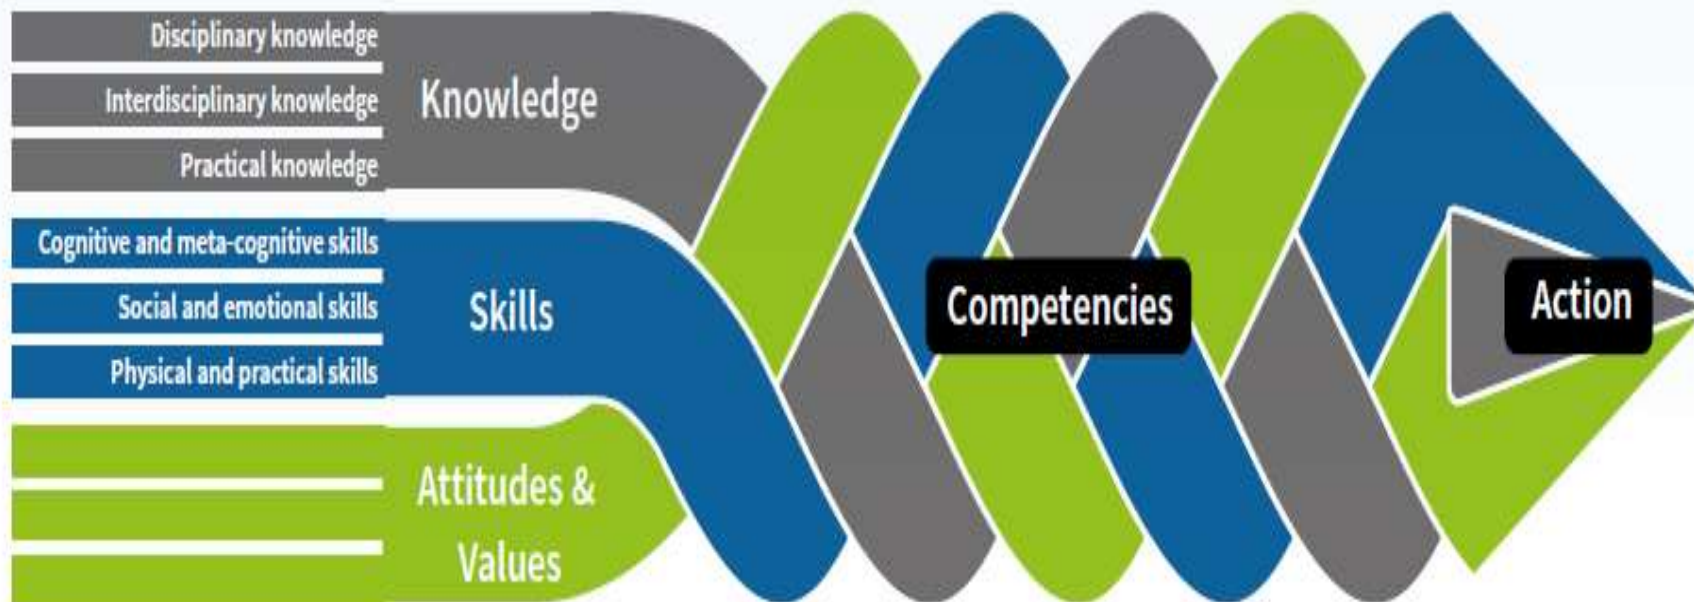 Disciplinary knowledge
Interdisciplinary knowledge
Practical knowledge
Knowledge
Cognitive and meta-cognitive skills
Social and emotional skills
Physical and practical skills
Skills
Attitudes &
Values
Competencies
Action